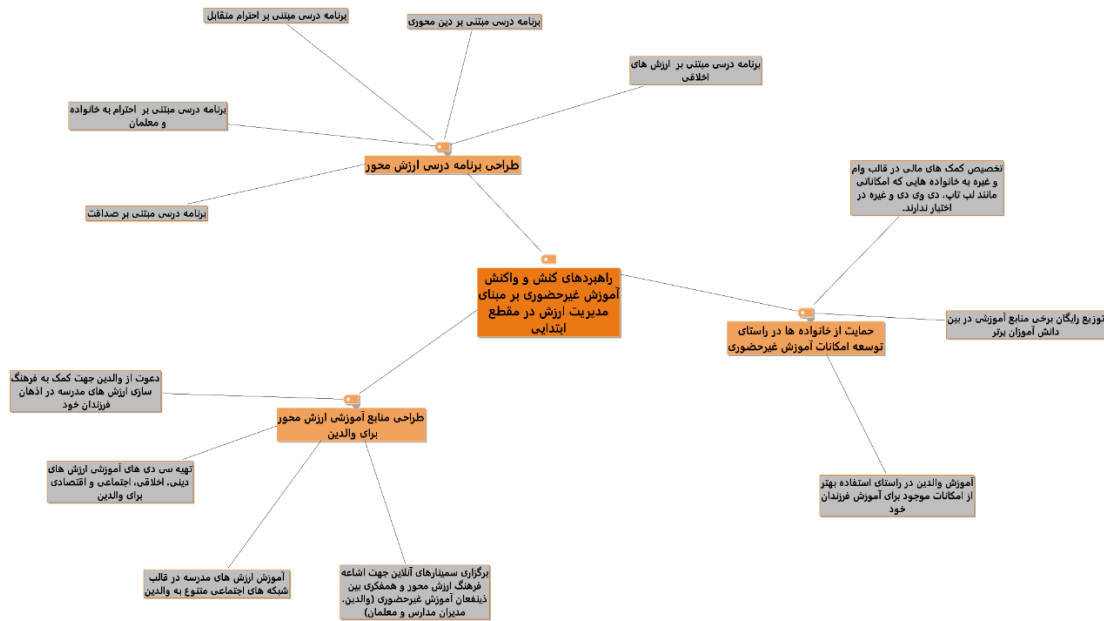 برنامه درسی مبتنی بر احترام متقابل
برنامه درسی مبتنی بر دین محوری
برنامه درسی مبتنی بر ارزش های
اخلاقی
برنامه درسی مبتنی بر احترام به خانواده
و معلمان
طراحی برنامه درسی ارزش محور
برنامه درسی مبتنی بر صداقت
تخصیص کمک های مالی در قالب وام
و غیره به خانواده هایی که امکاناتی
مانند لپ تاپ، دی وی دی و غیره در
اختیار ندارند.
راهبردهای کنش و واکنش
آموزش غیرحضوری بر مبنای
مدیریت ارزش در مقطع
ابتدایی
حمایت از خانواده ها در راستای
توسعه امکانات آموزش غیرحضوری
توزیع رایگان برخی منابع آموزشی در بین
دانش آموزان برتر
آموزش والدین در راستای استفاده بهتر
از امکانات موجود برای آموزش فرزندان
خود
طراحی منابع آموزشی ارزش محور
برای والدین
دعوت از والدین جهت کمک به فرهنگ
سازی ارزش های مدرسه در اذهان
فرزندان خود
تهیه سی دی های آموزشی ارزش های
دینی، اخلاقی، اجتماعی و اقتصادی
برای والدین
آموزش ارزش های مدرسه در قالب
شبکه های اجتماعی متنوع به والدین
برگزاری سمینارهای آنلاین جهت اشاعه
فرهنگ ارزش محور و همفکری بین
ذینفعان آموزش غیرحضوری (والدین،
مدیران مدارس و معلمان)